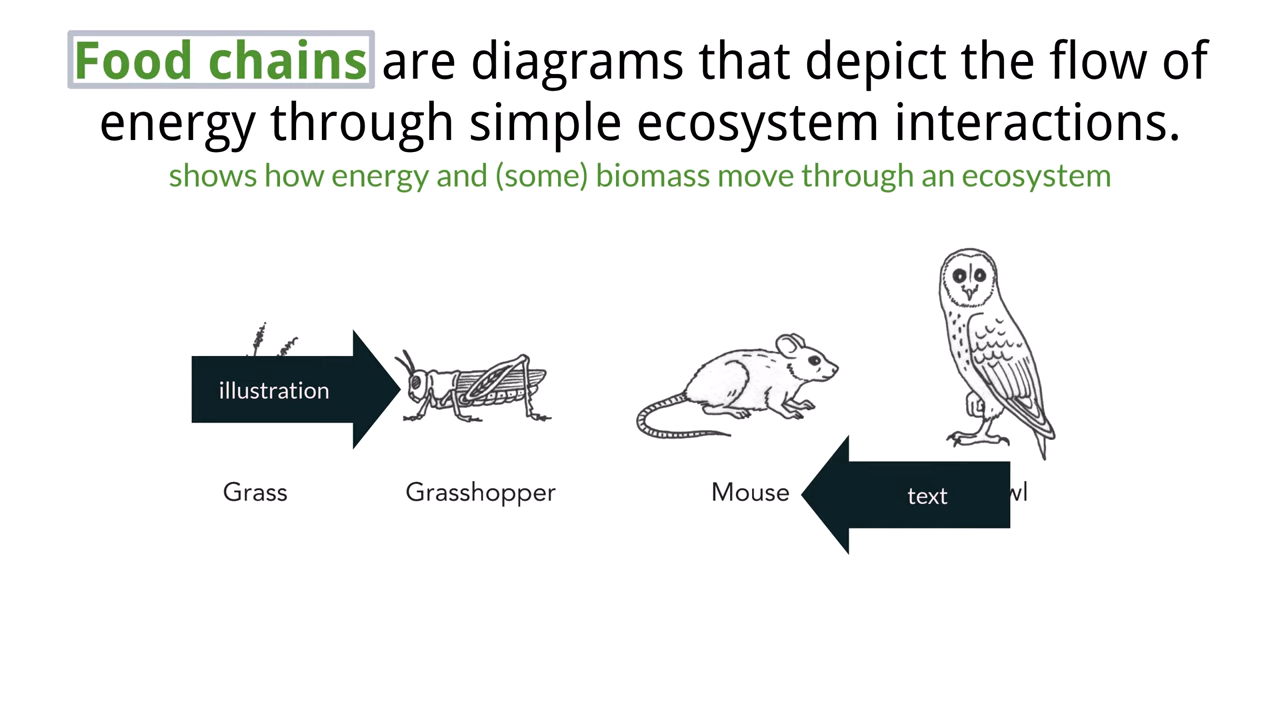 Food chains are diagrams that depict the flow of
energy through simple ecosystem interactions.
shows how energy and (some) biomass move through an ecosystem
illustration
Grass Grasshopper Mouse text